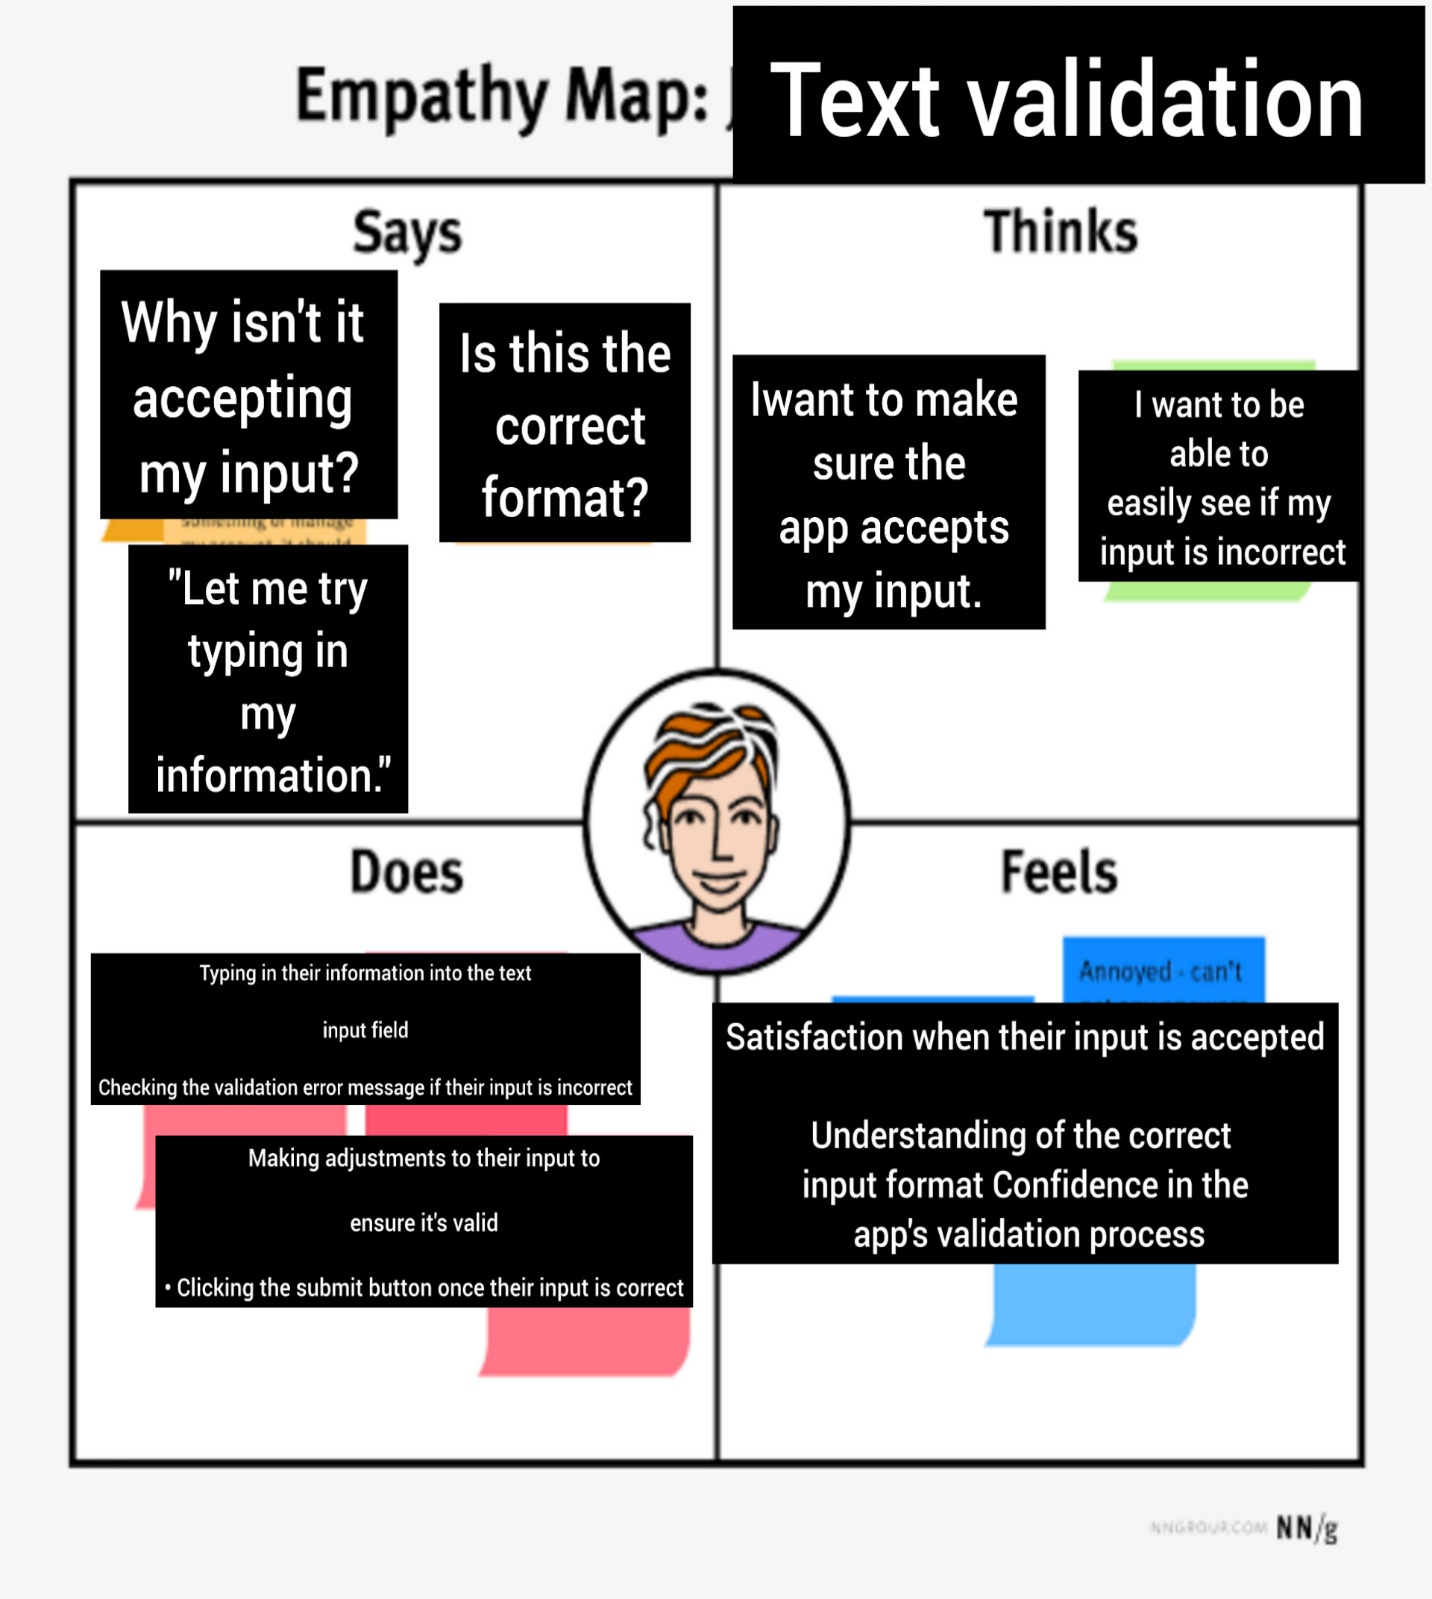 Empathy Map:
Text validation
Says
Why isn't it
accepting
my input?
Is this the
correct
format?
something or manage
"Let me try
typing in
my
information."
Thinks
Iwant to make
sure the
app accepts
my input.
I want to be
able to
easily see if my
input is incorrect
Does
Typing in their information into the text
input field
Checking the validation error message if their input is incorrect
Making adjustments to their input to
ensure it's valid
• Clicking the submit button once their input is correct
Feels
Annoyed - can't
Satisfaction when their input is accepted
Understanding of the correct
input format Confidence in the
app's validation process
NNGROUP.COM NN/g